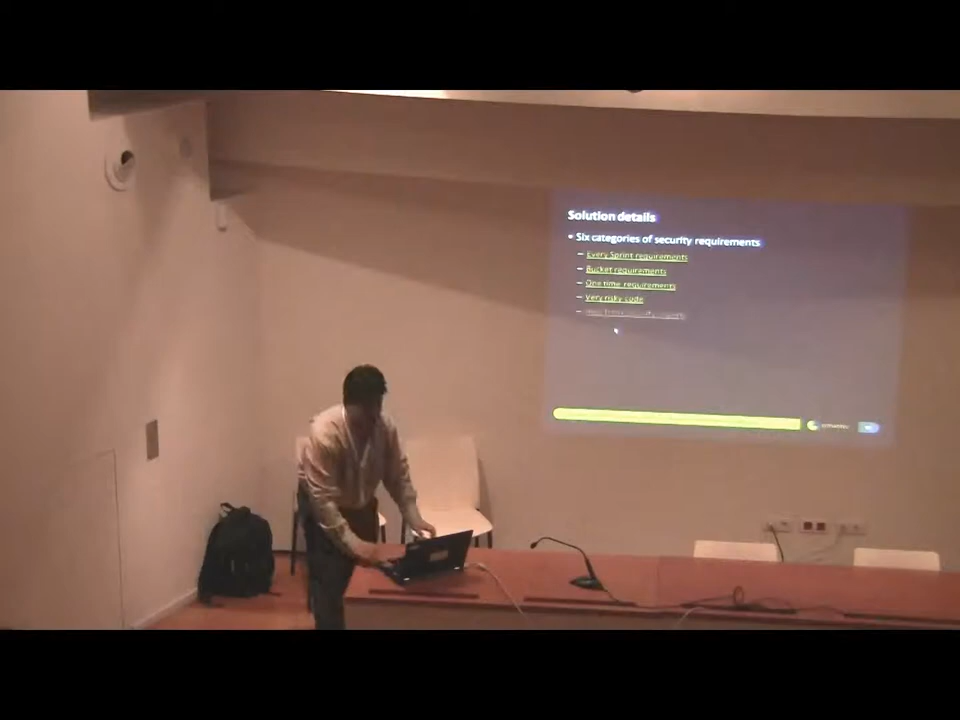 Solution details
• Six categories of security requirements
– Every Sprint requirements
– Bucket requirements
– One time requirements
– Very risky code